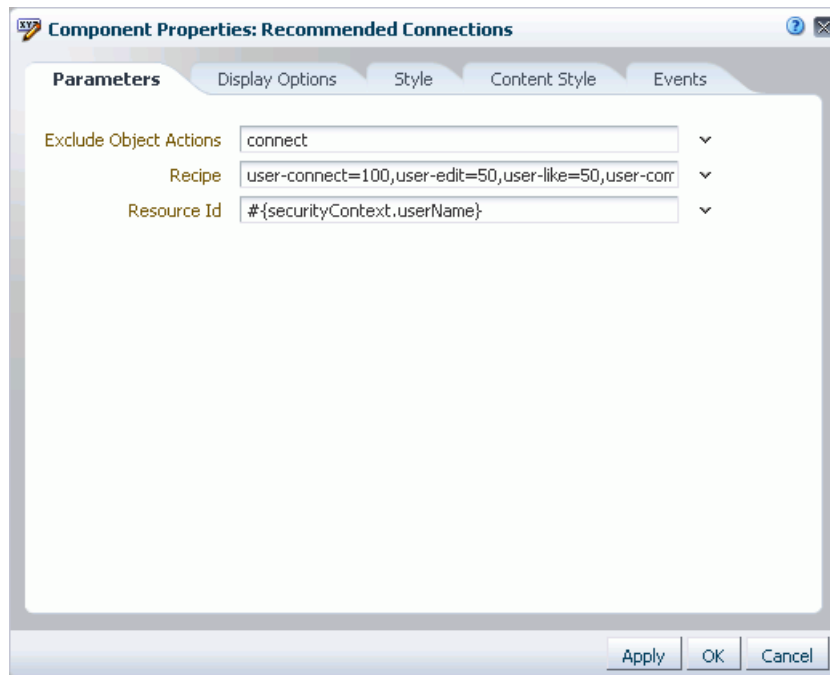 Component Properties: Recommended Connections
Parameters Display Options Style Content Style Events
Exclude Object Actions connect
Recipe user-connect=100,user-edit=50,user-like=50,user-com
Resource Id #{securityContext.userName}
Apply OK Cancel